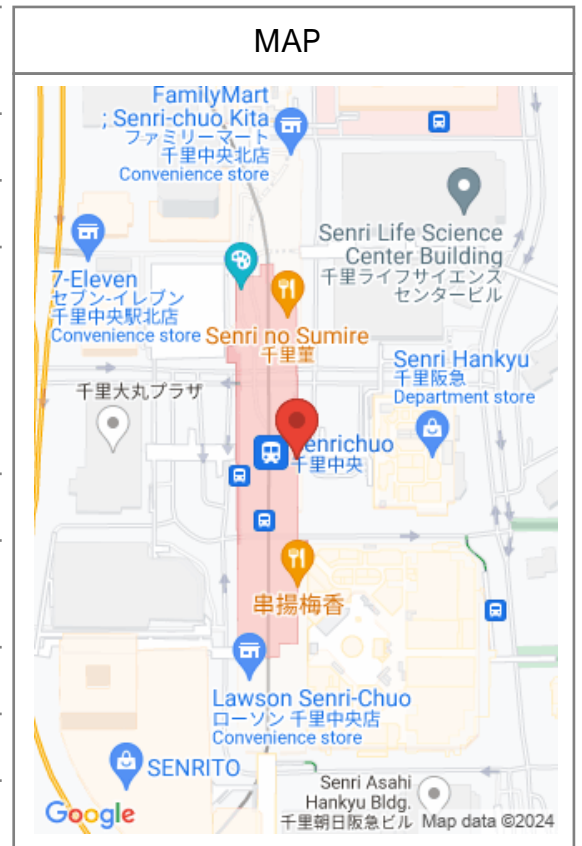 MAP
FamilyMart
; Senri-chuo Kita
ファミリーマート
千里中央北店
Convenience store
Senri Life Science
Center Building
千里ライフサイエンス
センタービル
7-Eleven
セブン-イレブン
千里中央駅北店
Convenience store
Senri no Sumire
千里菫
Senri Hankyu
千里阪急
Department store
千里大丸プラザ
enrichuo
千里中央
串揚梅香
Lawson Senri-Chuo
ローソン 千里中央店
Convenience store
SENRITO
Senri Asahi
Hankyu Bldg.
千里朝日阪急ビル
Google
Map data ©2024